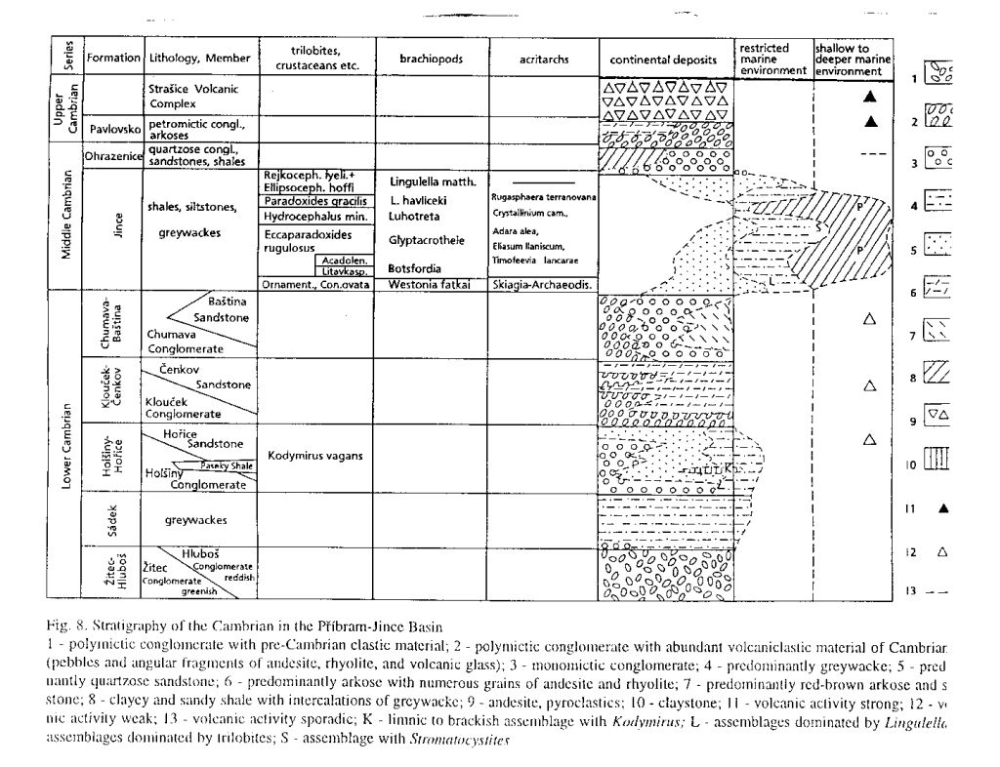 Series
Formation
Lithology, Member
trilobites,
crustaceans etc.
brachiopods
acritarchs
continental deposits
restricted
marine
environment
shallow to
deeper marine
environment
Upper
Cambrian
Strašice Volcanic
Complex
Pavlovsko
petromictic congl.,
arkoses
Middle Cambrian
Ohrazenice
quartzose congl.,
sandstones, shales
Jince
shales, siltstones,
greywackes
Rejkoceph. lyeli.+
Ellipsoceph. hoffi
Paradoxides gracilis
Hydrocephalus min.
Eccaparadoxides
rugulosus
Acadolen.
Litavkasp.
Ornament., Con.ovata
Lingulella matth.
L. havliceki
Luhotreta
Glyptacrotheie
Botsfordia
Westonia fatkai
Rugasphaera terranovana
Crystallinium cam.,
Adara alea,
Eliasum llaniscum,
Timofeevia lancarae
Skiagia-Archaeodis.
P
S
P
L
Lower Cambrian
Chumava-
Baština
Baština
Sandstone
Chumava
Conglomerate
Klouček-
Čenkov
Čenkov
Sandstone
Klouček
Conglomerate
Holšiny-
Hořice
Hořice
Sandstone
Paseky Shale
Holšiny
Conglomerate
Kodymirus vagans
K
L
Sádek
greywackes
Žitec-
Hluboš
Hluboš
Conglomerate
reddish
Žitec
Conglomerate
greenish
1
2
3
4
5
6
7
8
9
10
11
12
13
Fig. 8. Stratigraphy of the Cambrian in the Příbram-Jince Basin
1 - polymictic conglomerate with pre-Cambrian clastic material; 2 - polymictic conglomerate with abundant volcaniclastic material of Cambrian
(pebbles and angular fragments of andesite, rhyolite, and volcanic glass); 3 - monomictic conglomerate; 4 - predominantly greywacke; 5 - pred
nantly quartzose sandstone; 6 - predominantly arkose with numerous grains of andesite and rhyolite; 7 - predominantly red-brown arkose and s
stone; 8 - clayey and sandy shale with intercalations of greywacke; 9 - andesite, pyroclastics; 10 - claystone; 11 - volcanic activity strong; 12 - v
nic activity weak; 13 - volcanic activity sporadic; K - limnic to brackish assemblage with Kodymirus; L - assemblages dominated by Lingulella
assemblages dominated by trilobites; S - assemblage with Stromatocystites